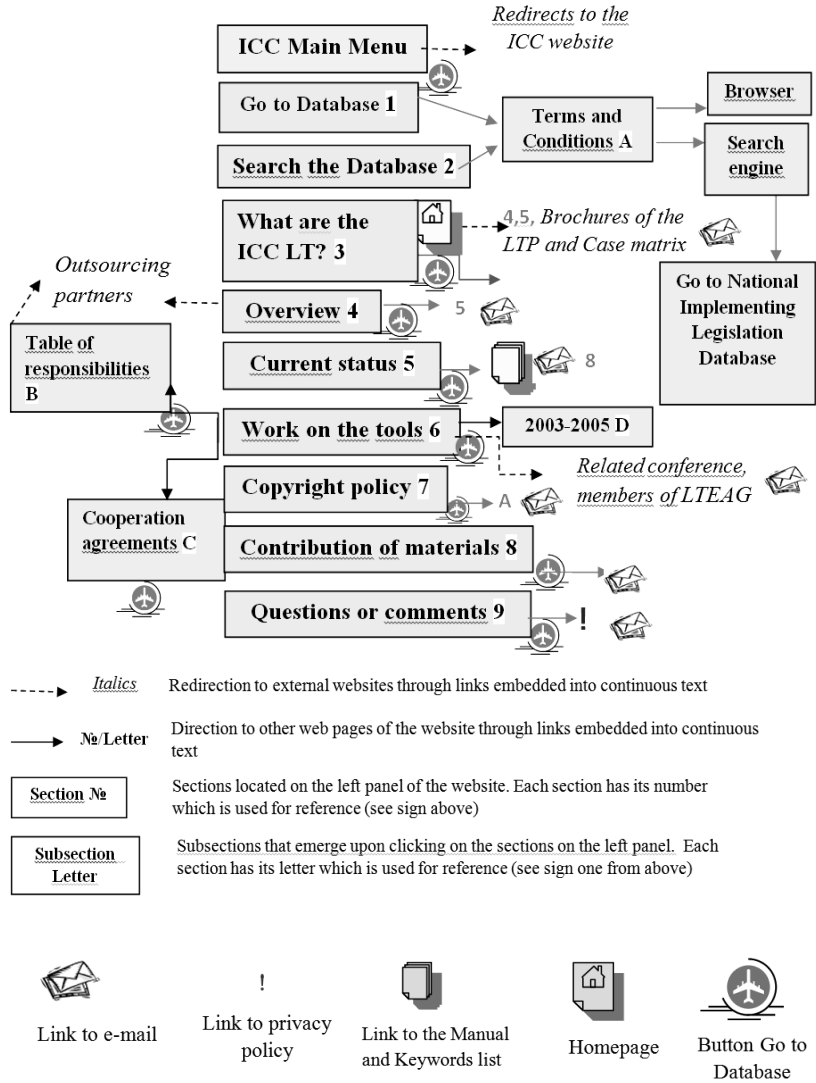 Redirects to the
ICC website
ICC Main Menu
Go to Database 1
Search the Database 2
Terms and
Conditions A
Browser
Search
engine
What are the
ICC LT? 3
4,5, Brochures of the
LTP and Case matrix
Go to National
Implementing
Legislation
Database
Outsourcing
partners
Overview 4
5
Table of
responsibilities
B
Current status 5
8
Work on the tools 6
2003-2005 D
Related conference,
members of LTEAG
Copyright policy 7
A
Cooperation
agreements C
Contribution of materials 8
Questions or comments 9
!
Italics
Redirection to external websites through links embedded into continuous text
№/Letter
Direction to other web pages of the website through links embedded into continuous
text
Section №
Sections located on the left panel of the website. Each section has its number
which is used for reference (see sign above)
Subsection
Letter
Subsections that emerge upon clicking on the sections on the left panel. Each
section has its letter which is used for reference (see sign one from above)
!
Link to e-mail
Link to privacy
policy
Link to the Manual
and Keywords list
Homepage
Button Go to
Database